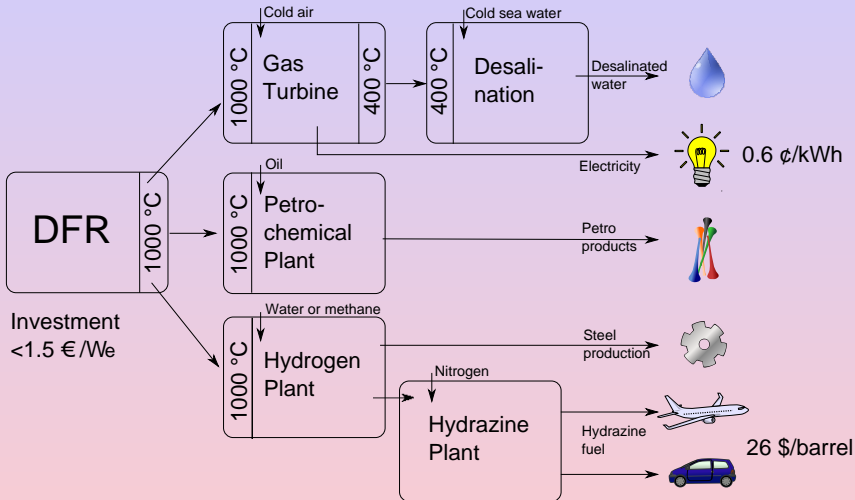 Cold air
1000 °C
Gas
Turbine
400 °C
Cold sea water
400 °C
Desali-
nation
Desalinated
water
Electricity
0.6 ¢/kWh
DFR
1000 °C
Investment
<1.5 €/We
Oil
1000 °C
Petro-
chemical
Plant
Petro
products
Water or methane
1000 °C
Hydrogen
Plant
Steel
production
Nitrogen
Hydrazine
Plant
Hydrazine
fuel
26 $/barrel